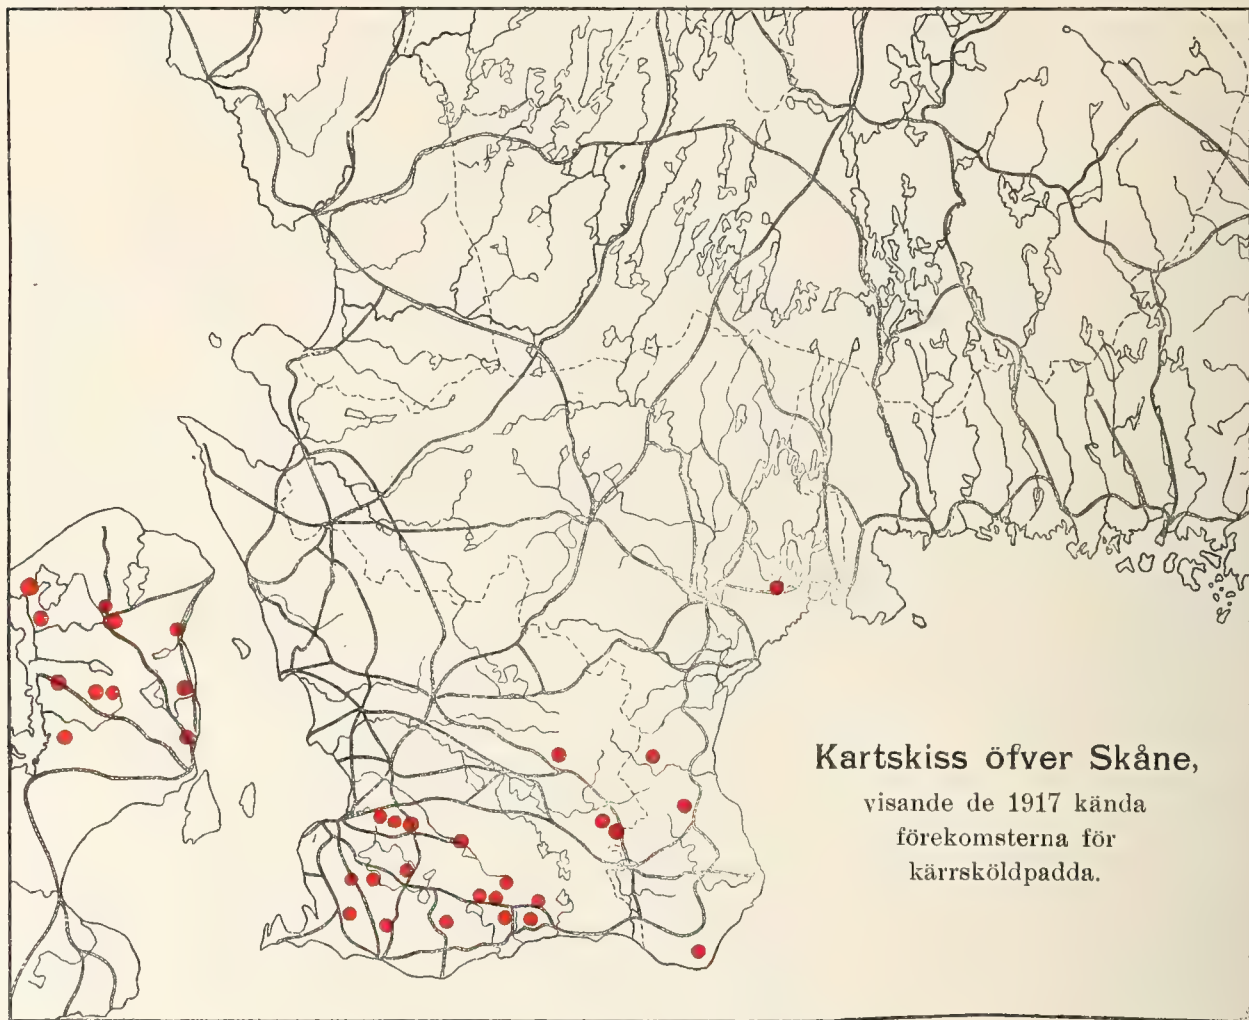 Kartskiss öfver Skåne,
visande de 1917 kända
förekomsterna för
kärrsköldpadda.